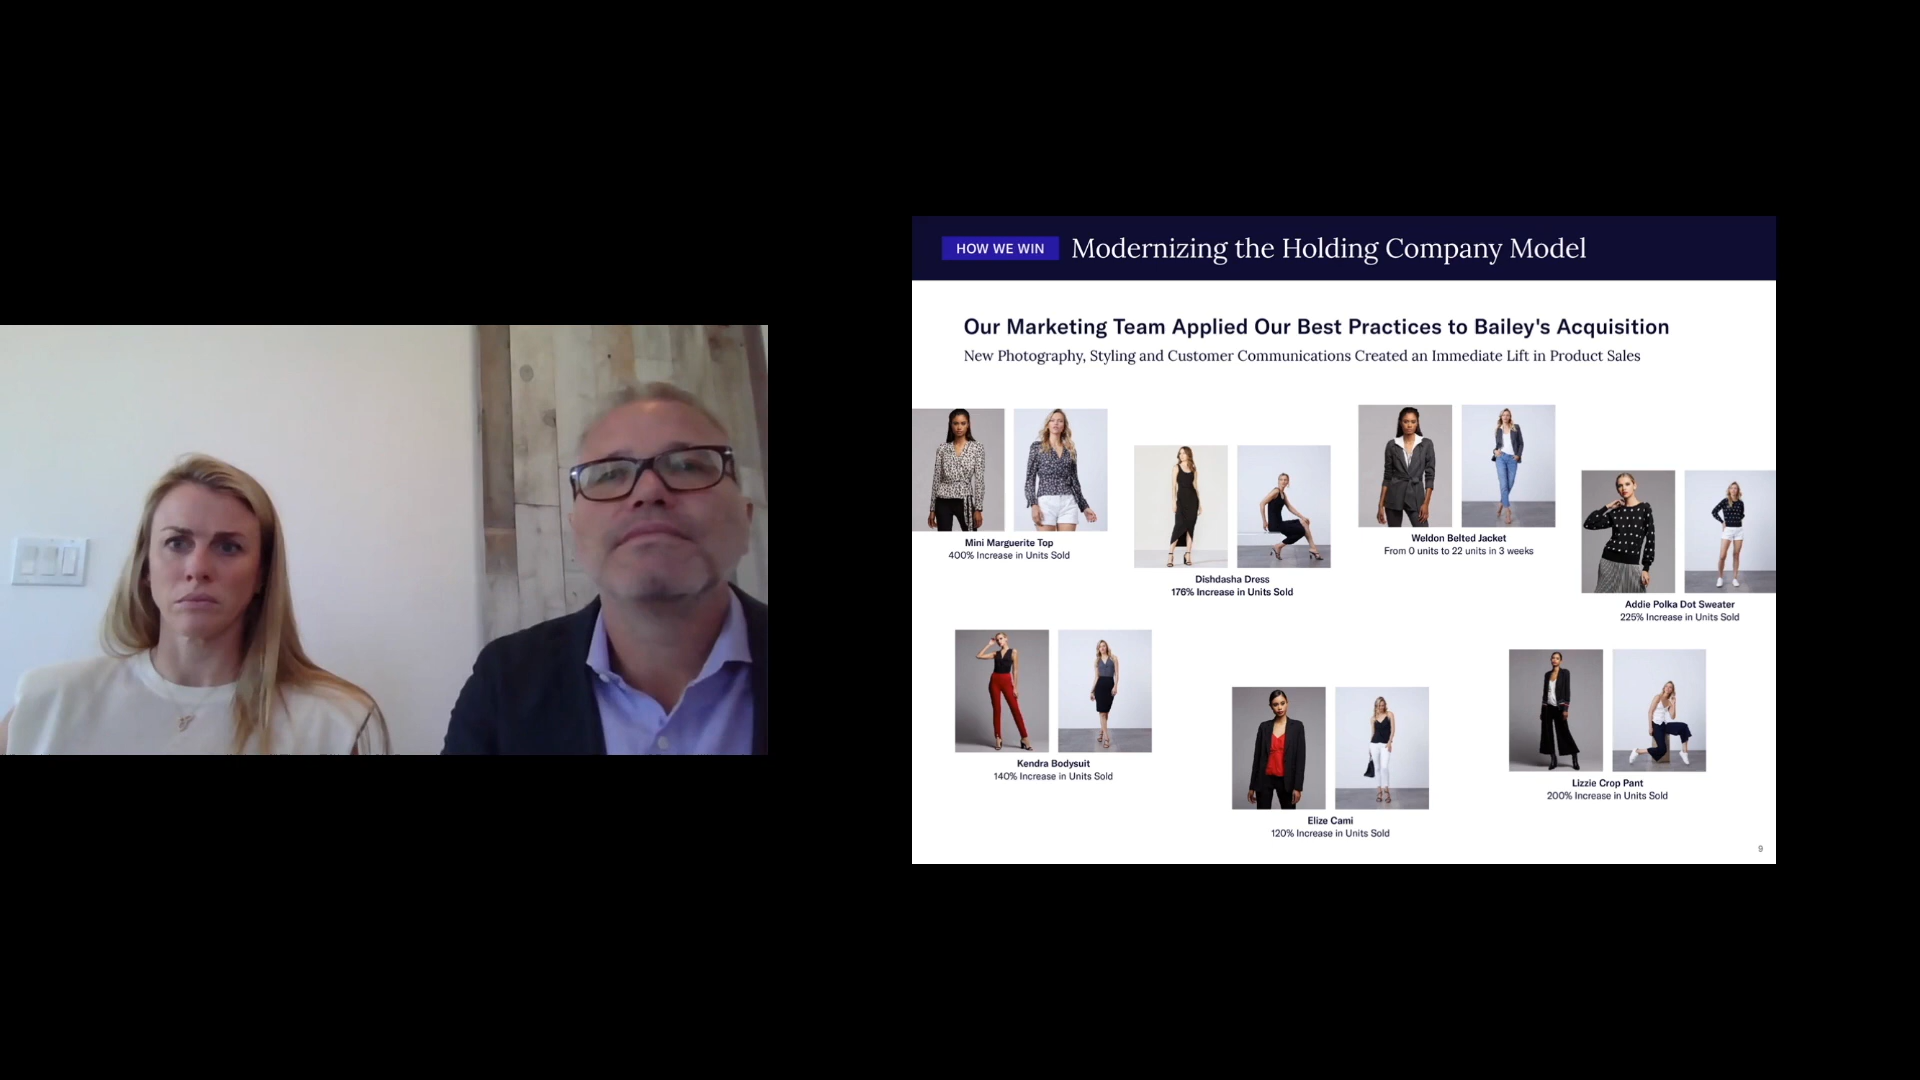 HOW WE WIN Modernizing the Holding Company Model
Our Marketing Team Applied Our Best Practices to Bailey's Acquisition
New Photography, Styling and Customer Communications Created an Immediate Lift in Product Sales
Mini Marguerite Top
400% Increase in Units Sold
Dishdasha Dress
176% Increase in Units Sold
Weldon Belted Jacket
From 0 units to 22 units in 3 weeks
Addie Polka Dot Sweater
225% Increase in Units Sold
Kendra Bodysuit
140% Increase in Units Sold
Elize Cami
120% Increase in Units Sold
Lizzie Crop Pant
200% Increase in Units Sold
9